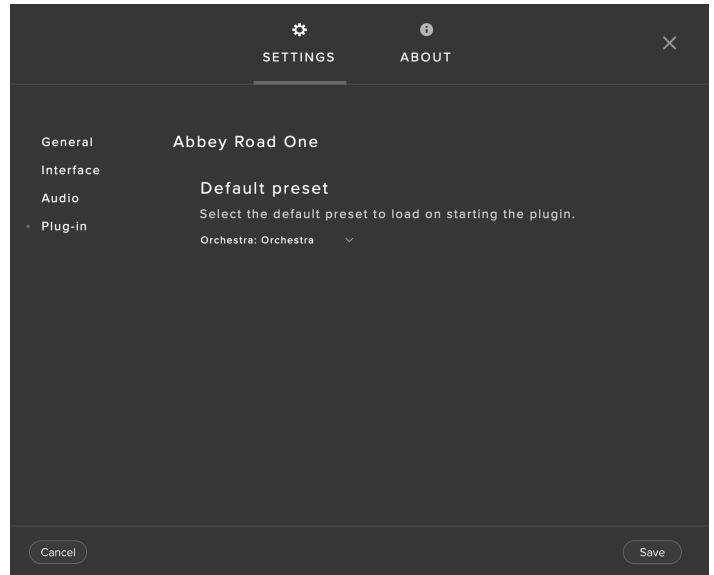 SETTINGS
ABOUT
General
Interface
Audio
Plug-in
Abbey Road One
Default preset
Select the default preset to load on starting the plugin.
Orchestra: Orchestra
Cancel
Save